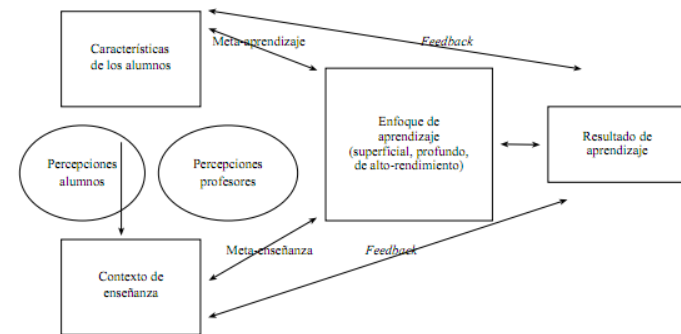 Características
de los alumnos
Meta-aprendizaje
Feedback
Enfoque de
aprendizaje
(superficial, profundo,
de alto-rendimiento)
Resultado de
aprendizaje
Percepciones
alumnos
Percepciones
profesores
Meta-enseñanza
Feedback
Contexto de
enseñanza